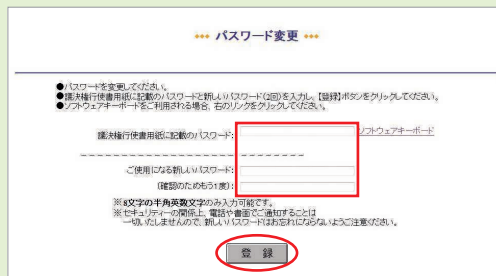 パスワード変更
●パスワードを変更してください。
●議決権行使書用紙に記載のパスワードと新しいパスワード(2回)を入力し、【登録】ボタンをクリックしてください。
●ソフトウェアキーボードをご利用される場合、右のリンクをクリックしてください。
議決権行使書用紙に記載のパスワード: ソフトウェアキーボード
ご使用になる新しいパスワード:
(確認のためもう1度):
※8文字の半角英数文字のみ入力可能です。
※セキュリティーの関係上、電話や書面でご通知することは
一切いたしませんので、新しいパスワードはお忘れにならないようご注意ください。
登 録